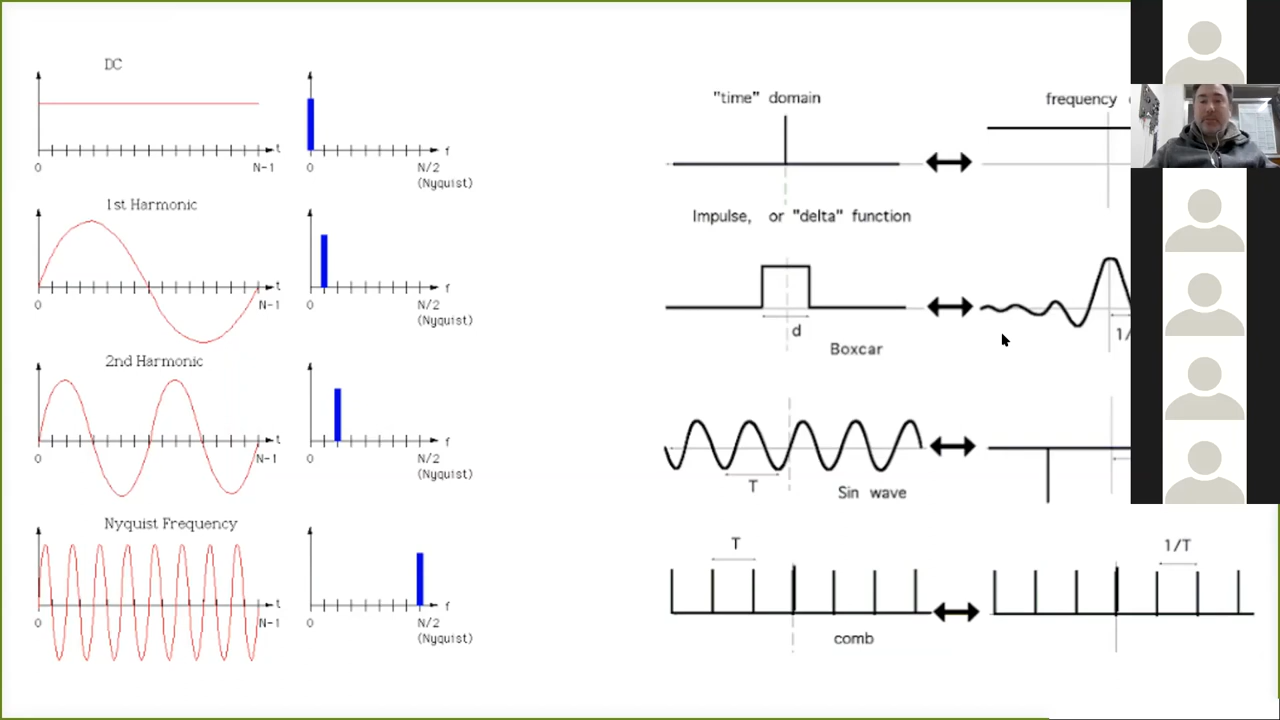 DC
t
0
N-1
f
0
N/2
(Nyquist)
1st Harmonic
t
0
N-1
f
0
N/2
(Nyquist)
2nd Harmonic
t
0
N-1
f
0
N/2
(Nyquist)
Nyquist Frequency
t
0
N-1
f
0
N/2
(Nyquist)
"time" domain
frequency
Impulse, or "delta" function
d
1/
Boxcar
T
Sin wave
T
1/T
comb